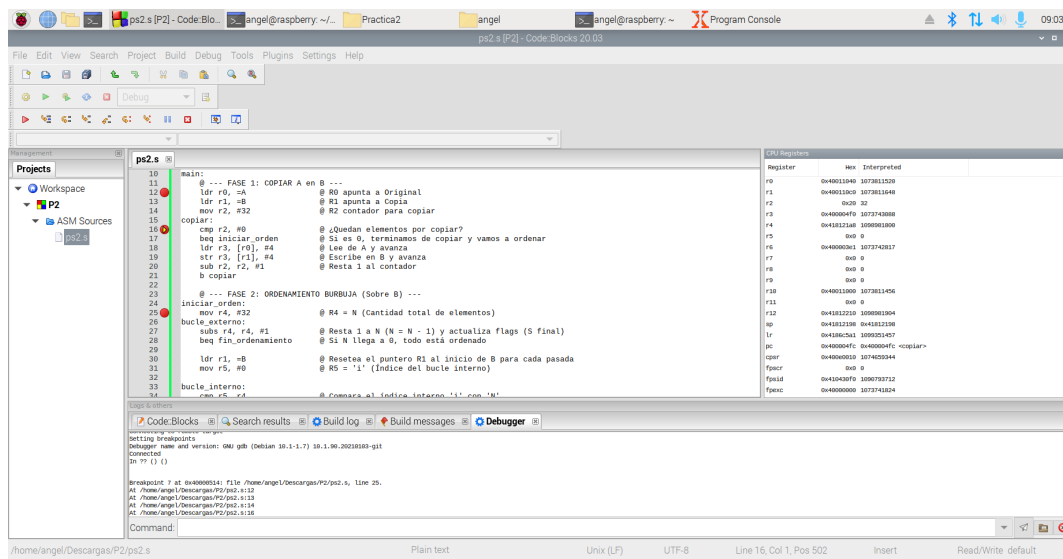 ps2.s [P2] - Code::Blo...
angel@raspberry: ~/...
Practica2
angel
angel@raspberry: ~
Program Console
09:03
ps2.s [P2] - Code::Blocks 20.03
File Edit View Search Project Build Debug Tools Plugins Settings Help
Debug
Management
Projects
Workspace
P2
ASM Sources
ps2.s
ps2.s
10 main:
11 @ --- FASE 1: COPIAR A en B ---
12 ldr r0, =A @ R0 apunta a Original
13 ldr r1, =B @ R1 apunta a Copia
14 mov r2, #32 @ R2 contador para copiar
15 copiar:
16 cmp r2, #0 @ ¿Quedan elementos por copiar?
17 beq iniciar_orden @ Si es 0, terminamos de copiar y vamos a ordenar
18 ldr r3, [r0], #4 @ Lee de A y avanza
19 str r3, [r1], #4 @ Escribe en B y avanza
20 sub r2, r2, #1 @ Resta 1 al contador
21 b copiar
22
23 @ --- FASE 2: ORDENAMIENTO BURBUJA (Sobre B) ---
24 iniciar_orden:
25 mov r4, #32 @ R4 = N (Cantidad total de elementos)
26 bucle_externo:
27 subs r4, r4, #1 @ Resta 1 a N (N = N - 1) y actualiza flags (S final)
28 beq fin_ordenamiento @ Si N llega a 0, todo está ordenado
29
30 ldr r1, =B @ Resetea el puntero R1 al inicio de B para cada pasada
31 mov r5, #0 @ R5 = 'i' (Índice del bucle interno)
32
33 bucle_interno:
34 cmp r5, r4 @ Compara el índice interno 'i' con 'N'
CPU Registers
Register Hex Interpreted
r0 0x40011040 1073811520
r1 0x400110c0 1073811648
r2 0x20 32
r3 0x400004f0 1073743088
r4 0x418121a8 1098981800
r5 0x0 0
r6 0x400003e1 1073742817
r7 0x0 0
r8 0x0 0
r9 0x0 0
r10 0x40011000 1073811456
r11 0x0 0
r12 0x41812210 1098981904
sp 0x41812198 0x41812198
lr 0x4186c5a1 1099351457
pc 0x400004fc 0x400004fc <copiar>
cpsr 0x400e0010 1074659344
fpscr 0x0 0
fpsid 0x410430f0 1090793712
fpexc 0x40000000 1073741824
Logs & others
Code::Blocks
Search results
Build log
Build messages
Debugger
Connecting to remote target
Setting breakpoints
Debugger name and version: GNU gdb (Debian 10.1-1.7) 10.1.90.20210103-git
Connected
In ?? () ()
Breakpoint 7 at 0x40000514: file /home/angel/Descargas/P2/ps2.s, line 25.
At /home/angel/Descargas/P2/ps2.s:12
At /home/angel/Descargas/P2/ps2.s:13
At /home/angel/Descargas/P2/ps2.s:14
At /home/angel/Descargas/P2/ps2.s:16
Command:
/home/angel/Descargas/P2/ps2.s Plain text Unix (LF) UTF-8 Line 16, Col 1, Pos 502 Insert Read/Write default